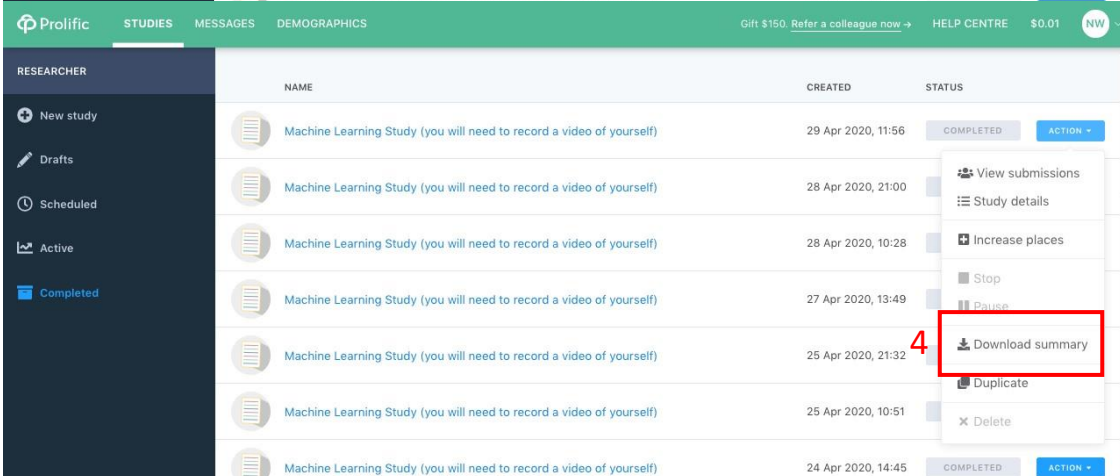 Prolific STUDIES MESSAGES DEMOGRAPHICS Gift $150. Refer a colleague now → HELP CENTRE $0.01 NW
RESEARCHER
NAME CREATED STATUS
New study
Machine Learning Study (you will need to record a video of yourself) 29 Apr 2020, 11:56 COMPLETED ACTION
Drafts
View submissions
Machine Learning Study (you will need to record a video of yourself) 28 Apr 2020, 21:00
Study details
Scheduled
Machine Learning Study (you will need to record a video of yourself) 28 Apr 2020, 10:28 Increase places
Active
Stop
Completed
Machine Learning Study (you will need to record a video of yourself) 27 Apr 2020, 13:49
Pause
4 Download summary
Machine Learning Study (you will need to record a video of yourself) 25 Apr 2020, 21:32
Duplicate
Machine Learning Study (you will need to record a video of yourself) 25 Apr 2020, 10:51
Delete
Machine Learning Study (you will need to record a video of yourself) 24 Apr 2020, 14:45 COMPLETED ACTION